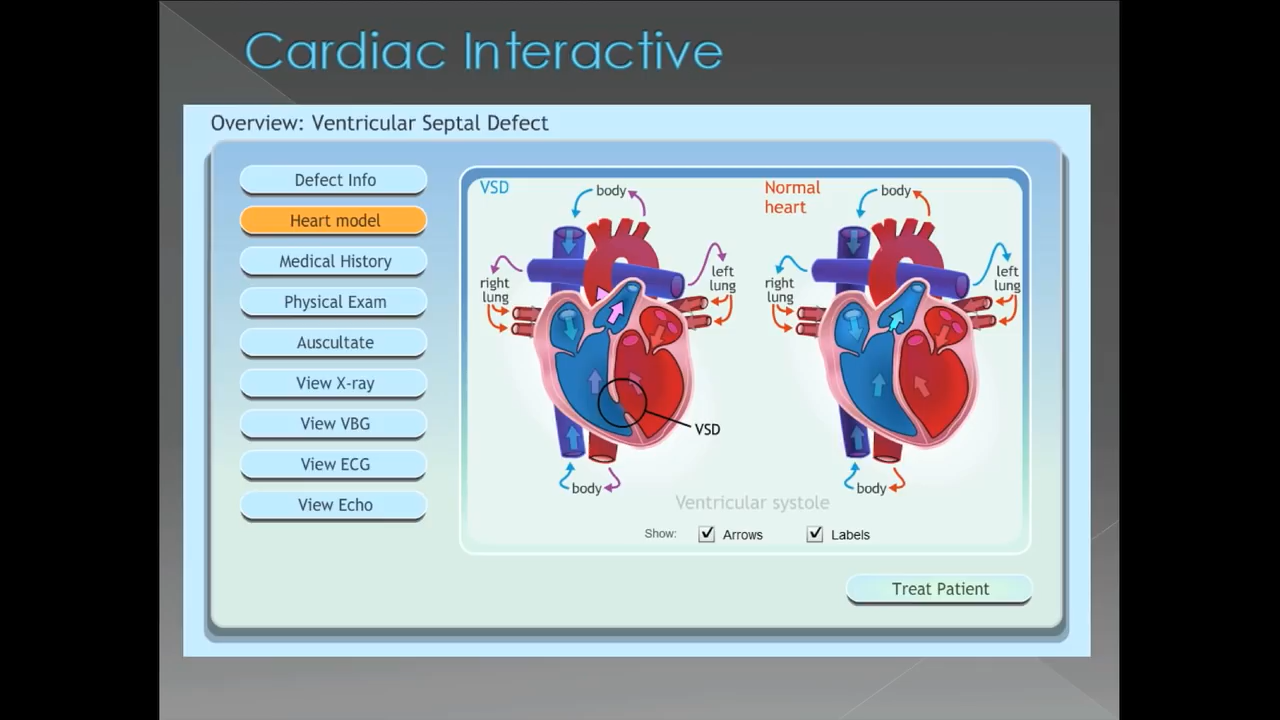 Cardiac Interactive
Overview: Ventricular Septal Defect
Defect Info
Heart model
Medical History
Physical Exam
Auscultate
View X-ray
View VBG
View ECG
View Echo
VSD
body
right
lung
left
lung
VSD
body
Normal
heart
body
right
lung
left
lung
body
Ventricular systole
Show:
Arrows
Labels
Treat Patient